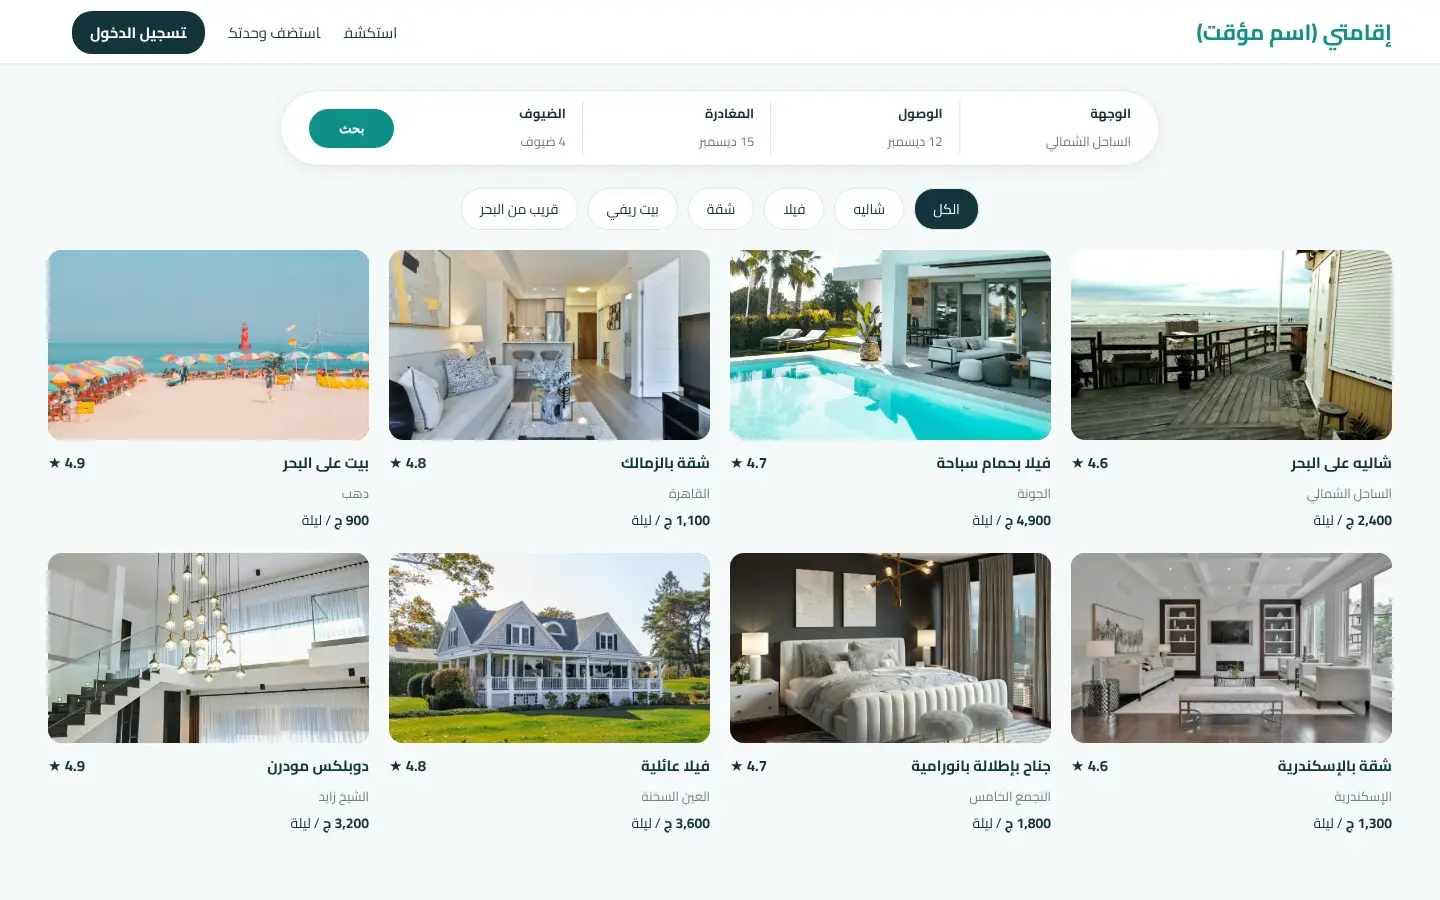 إقامتي (اسم مؤقت)
استكشف
استضف وحدتك
تسجيل الدخول
الوجهة
الساحل الشمالي
الوصول
12 ديسمبر
المغادرة
15 ديسمبر
الضيوف
4 ضيوف
بحث
الكل
شاليه
فيلا
شقة
بيت ريفي
قريب من البحر
شاليه على البحر
★ 4.6
الساحل الشمالي
2,400 ج / ليلة
فيلا بحمام سباحة
★ 4.7
الجونة
4,900 ج / ليلة
شقة بالزمالك
★ 4.8
القاهرة
1,100 ج / ليلة
بيت على البحر
★ 4.9
دهب
900 ج / ليلة
شقة بالإسكندرية
★ 4.6
الإسكندرية
1,300 ج / ليلة
جناح بإطلالة بانورامية
★ 4.7
التجمع الخامس
1,800 ج / ليلة
فيلا عائلية
★ 4.8
العين السخنة
3,600 ج / ليلة
دوبلكس مودرن
★ 4.9
الشيخ زايد
3,200 ج / ليلة